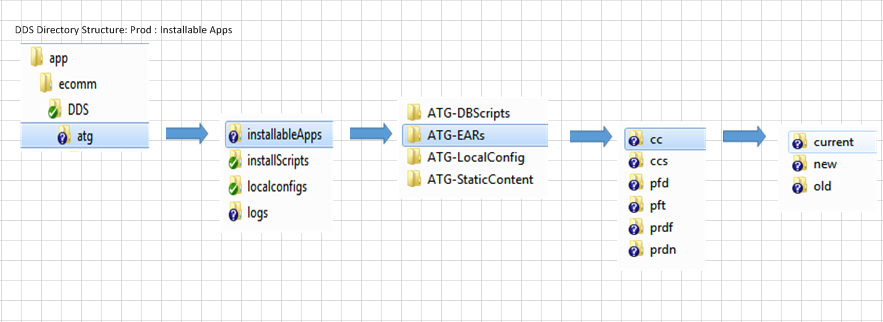 DDS Directory Structure: Prod : Installable Apps
app
ecomm
DDS
atg
installableApps
installScripts
localconfigs
logs
ATG-DBScripts
ATG-EARs
ATG-LocalConfig
ATG-StaticContent
cc
ccs
pfd
pft
prdf
prdn
current
new
old